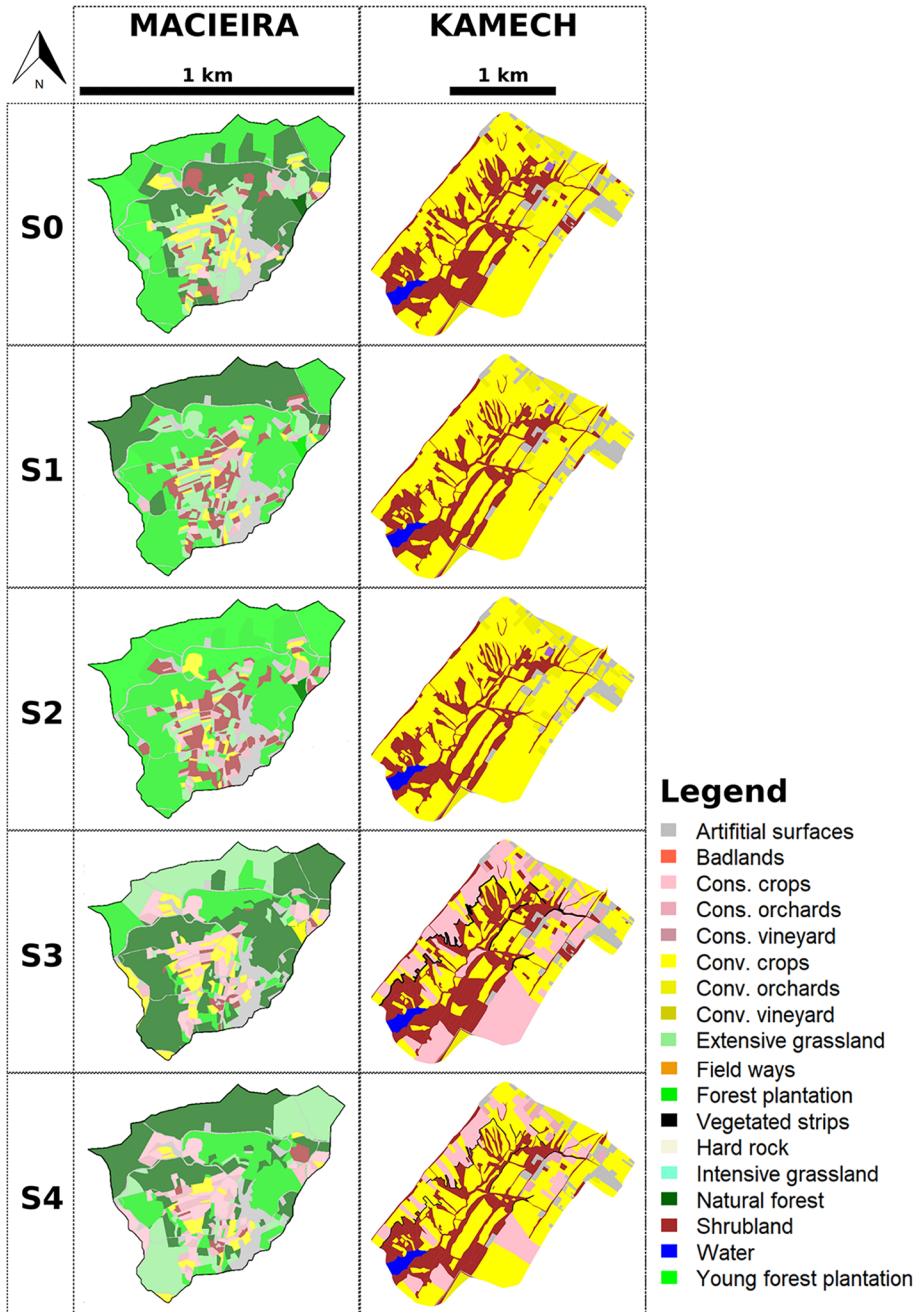 MACIEIRA
KAMECH
N
1 km
1 km
S0
S1
S2
S3
S4
Legend
Artifitial surfaces
Badlands
Cons. crops
Cons. orchards
Cons. vineyard
Conv. crops
Conv. orchards
Conv. vineyard
Extensive grassland
Field ways
Forest plantation
Vegetated strips
Hard rock
Intensive grassland
Natural forest
Shrubland
Water
Young forest plantation